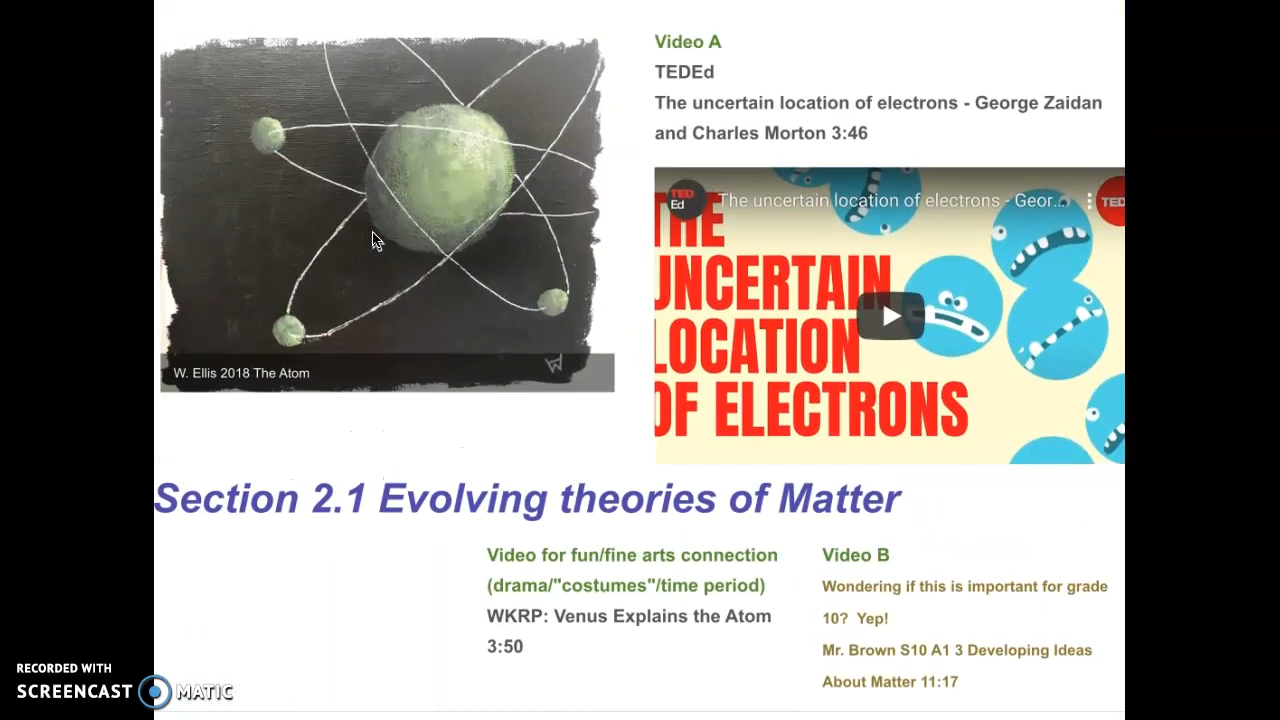 Video A
TEDEd
The uncertain location of electrons - George Zaidan
and Charles Morton 3:46
W. Ellis 2018 The Atom
TED
Ed
The uncertain location of electrons - Geor...
TED
THE
UNCERTAIN
LOCATION
OF ELECTRONS
Section 2.1 Evolving theories of Matter
Video for fun/fine arts connection
(drama/"costumes"/time period)
WKRP: Venus Explains the Atom
3:50
Video B
Wondering if this is important for grade
10? Yep!
Mr. Brown S10 A1 3 Developing Ideas
About Matter 11:17
RECORDED WITH
SCREENCAST MATIC